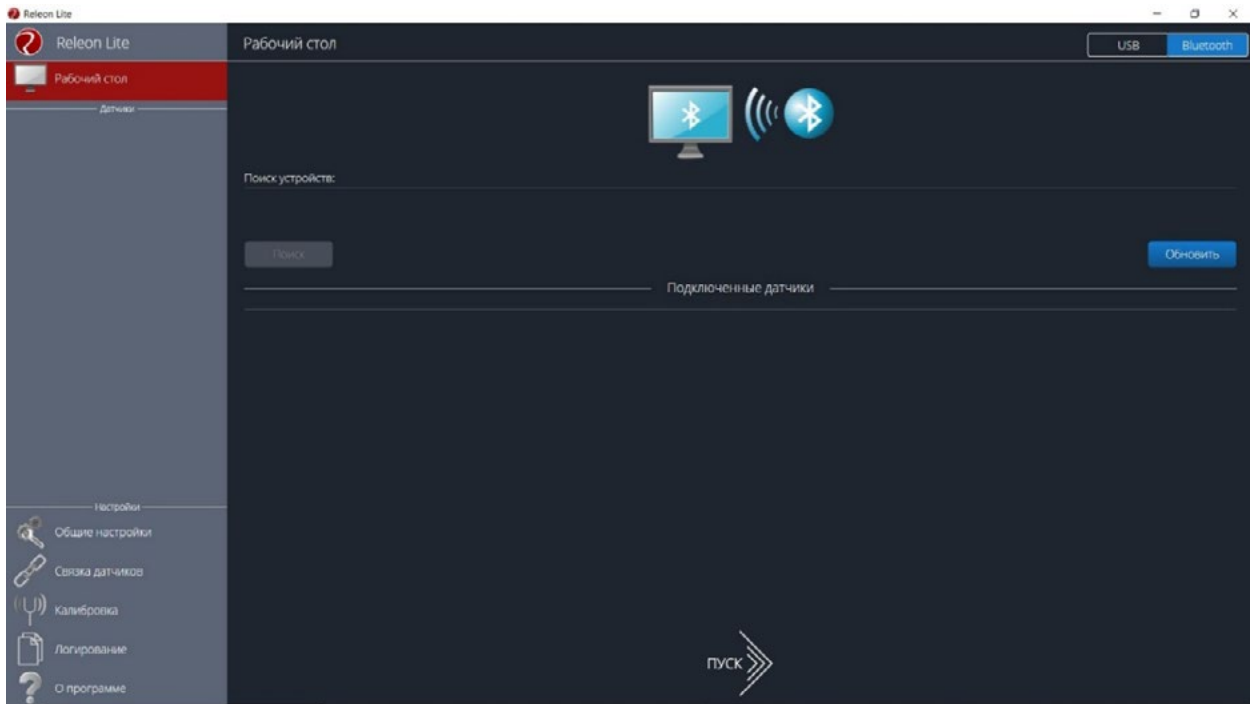 Releon Lite
Releon Lite
Рабочий стол
USB
Bluetooth
Рабочий стол
Датчики
Поиск устройств:
Поиск
Обновить
Подключенные датчики
Настройки
Общие настройки
Связка датчиков
Калибровка
Логирование
О программе
ПУСК